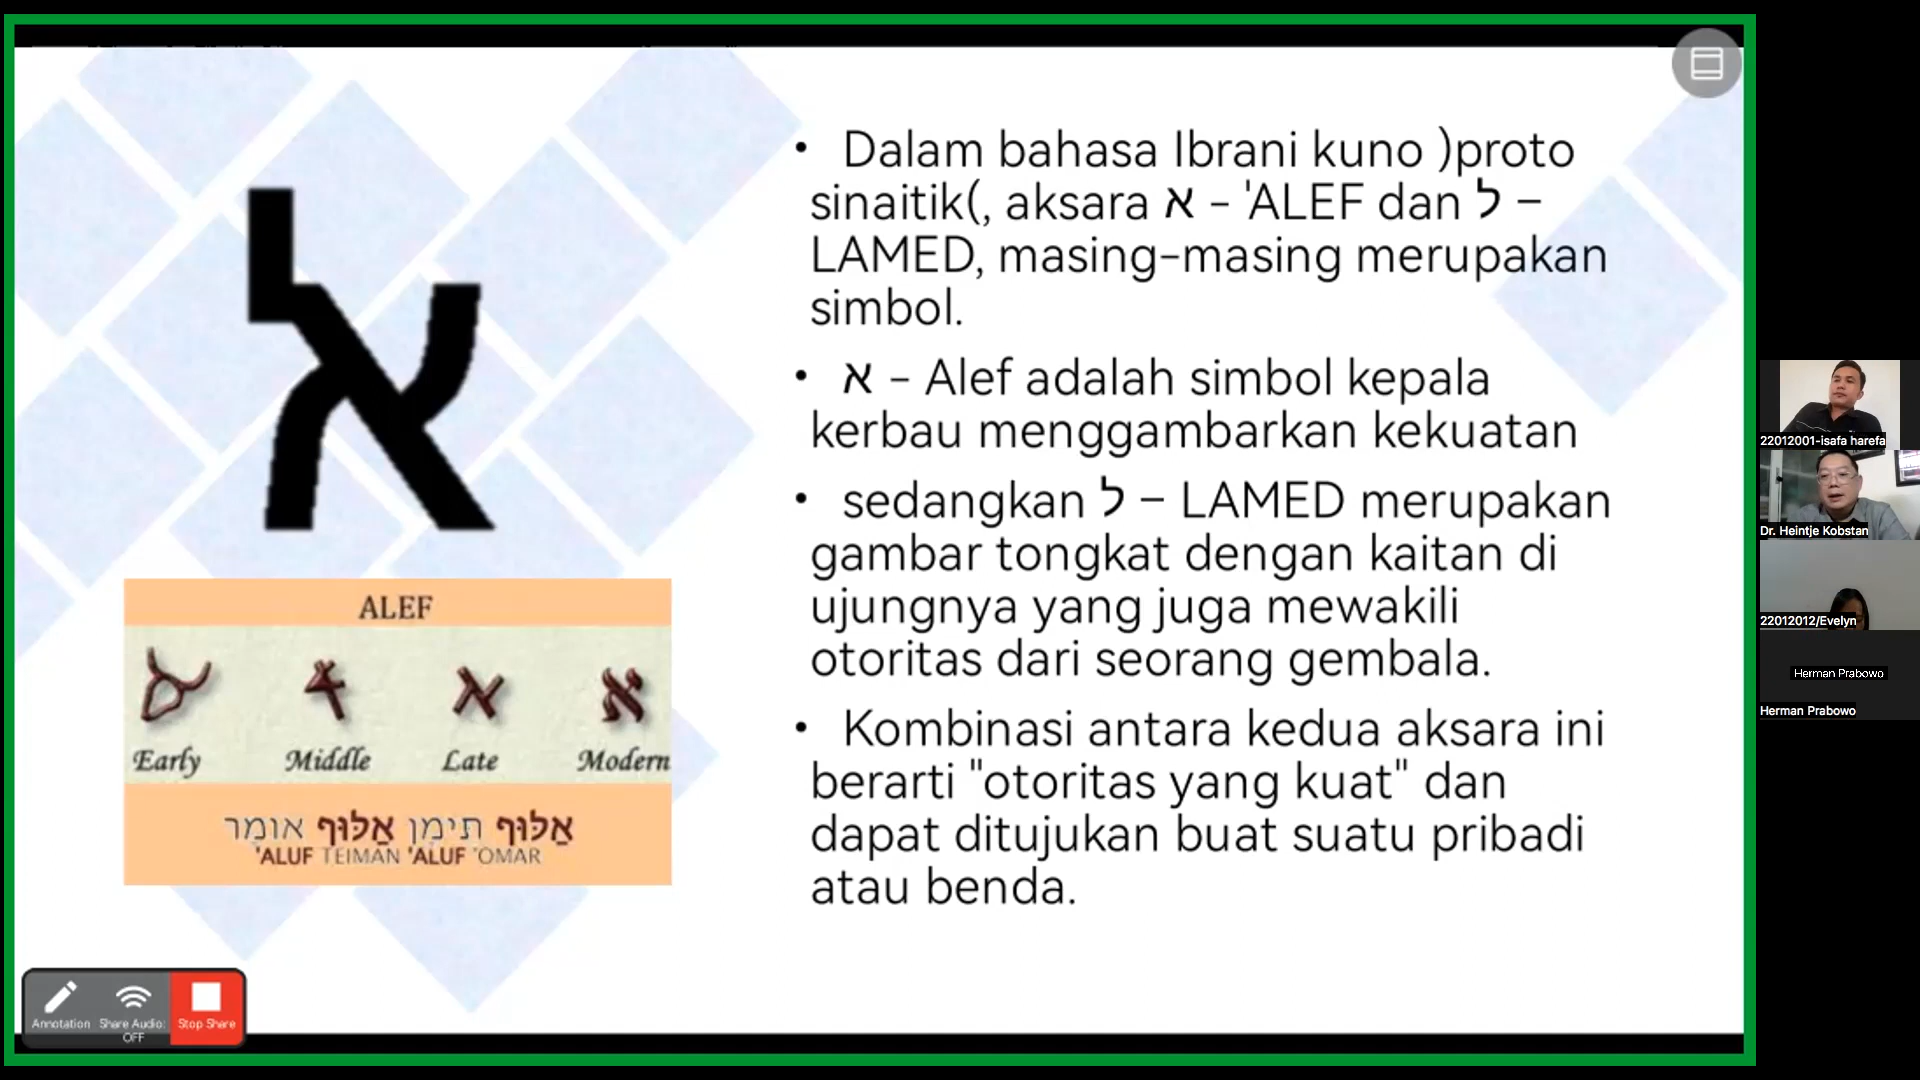 • Dalam bahasa Ibrani kuno )proto
sinaitik(, aksara א - 'ALEF dan ל –
LAMED, masing-masing merupakan
simbol.
• א - Alef adalah simbol kepala
kerbau menggambarkan kekuatan
• sedangkan ל – LAMED merupakan
gambar tongkat dengan kaitan di
ujungnya yang juga mewakili
otoritas dari seorang gembala.
• Kombinasi antara kedua aksara ini
berarti "otoritas yang kuat" dan
dapat ditujukan buat suatu pribadi
atau benda.
ALEF
Early Middle Late Modern
אַלּוּף תֵּימָן אַלּוּף אוֹמָר
'ALUF TEIMAN 'ALUF 'OMAR
Annotation
Share Audio: OFF
Stop Share
22012001-isafa harefa
Dr. Heintje Kobstan
22012012/Evelyn
Herman Prabowo
Herman Prabowo